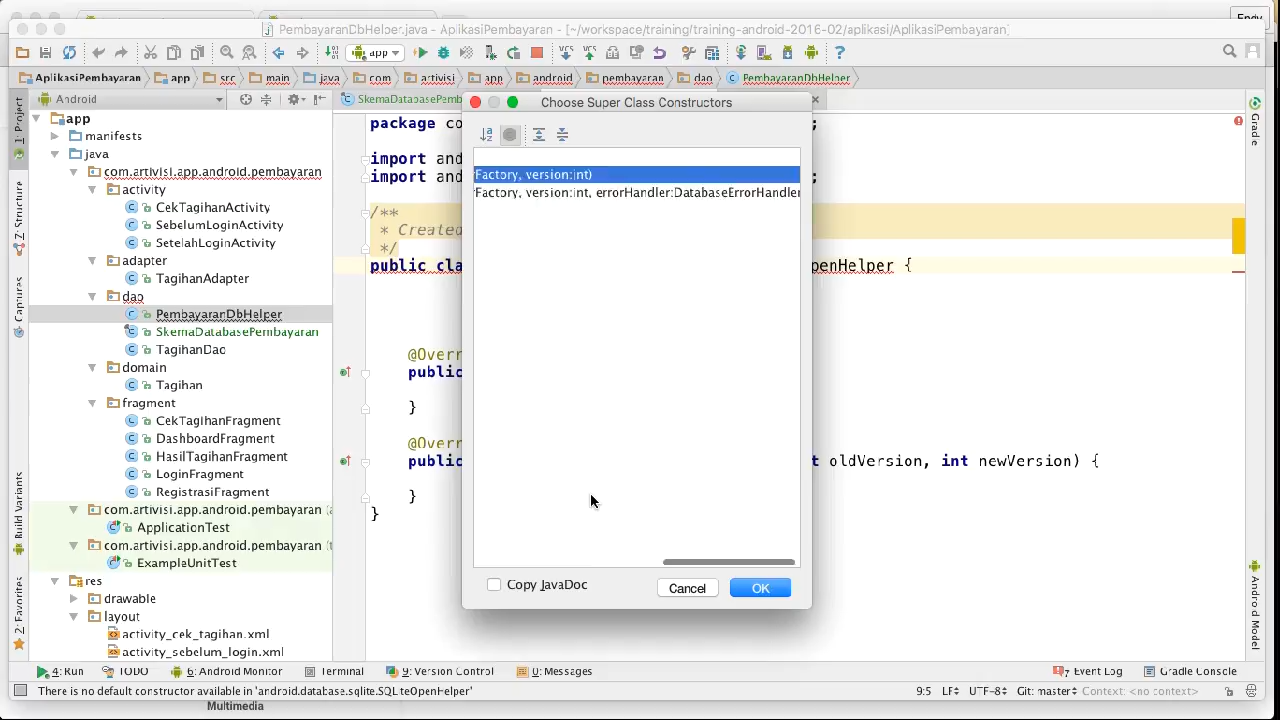 PembayaranDbHelper.java - AplikasiPembayaran - [~/workspace/training/training-android-2016-02/aplikasi/AplikasiPembayaran]
app
AplikasiPembayaran app src main java com artivisi app android pembayaran dao PembayaranDbHelper
1: Project
7: Structure
Captures
Build Variants
2: Favorites
Android
app
manifests
java
com.artivisi.app.android.pembayaran
activity
CekTagihanActivity
SebelumLoginActivity
SetelahLoginActivity
adapter
TagihanAdapter
dao
PembayaranDbHelper
SkemaDatabasePembayaran
TagihanDao
domain
Tagihan
fragment
CekTagihanFragment
DashboardFragment
HasilTagihanFragment
LoginFragment
RegistrasiFragment
com.artivisi.app.android.pembayaran (a
ApplicationTest
com.artivisi.app.android.pembayaran (t
ExampleUnitTest
res
drawable
layout
activity_cek_tagihan.xml
activity_sebelum_login.xml
SkemaDatabasePemb
package co
;
import and
import and
;
/**
* Created
*/
public cla
penHelper {
@Overr
public
}
@Overr
public
t oldVersion, int newVersion) {
}
}
Choose Super Class Constructors
Factory, version:int)
Factory, version:int, errorHandler:DatabaseErrorHandler
Copy JavaDoc
Cancel
OK
Gradle
Android Model
4: Run TODO 6: Android Monitor Terminal 9: Version Control 0: Messages
7 Event Log Gradle Console
There is no default constructor available in 'android.database.sqlite.SQLiteOpenHelper'
9:5 LF UTF-8 Git: master Context: <no context>
Multimedia